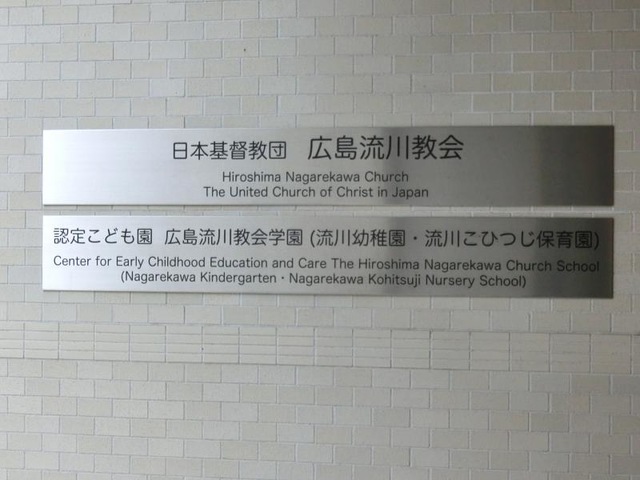 日本基督教団 広島流川教会
Hiroshima Nagarekawa Church
The United Church of Christ in Japan
認定こども園 広島流川教会学園 (流川幼稚園・流川こひつじ保育園)
Center for Early Childhood Education and Care The Hiroshima Nagarekawa Church School
(Nagarekawa Kindergarten・Nagarekawa Kohitsuji Nursery School)